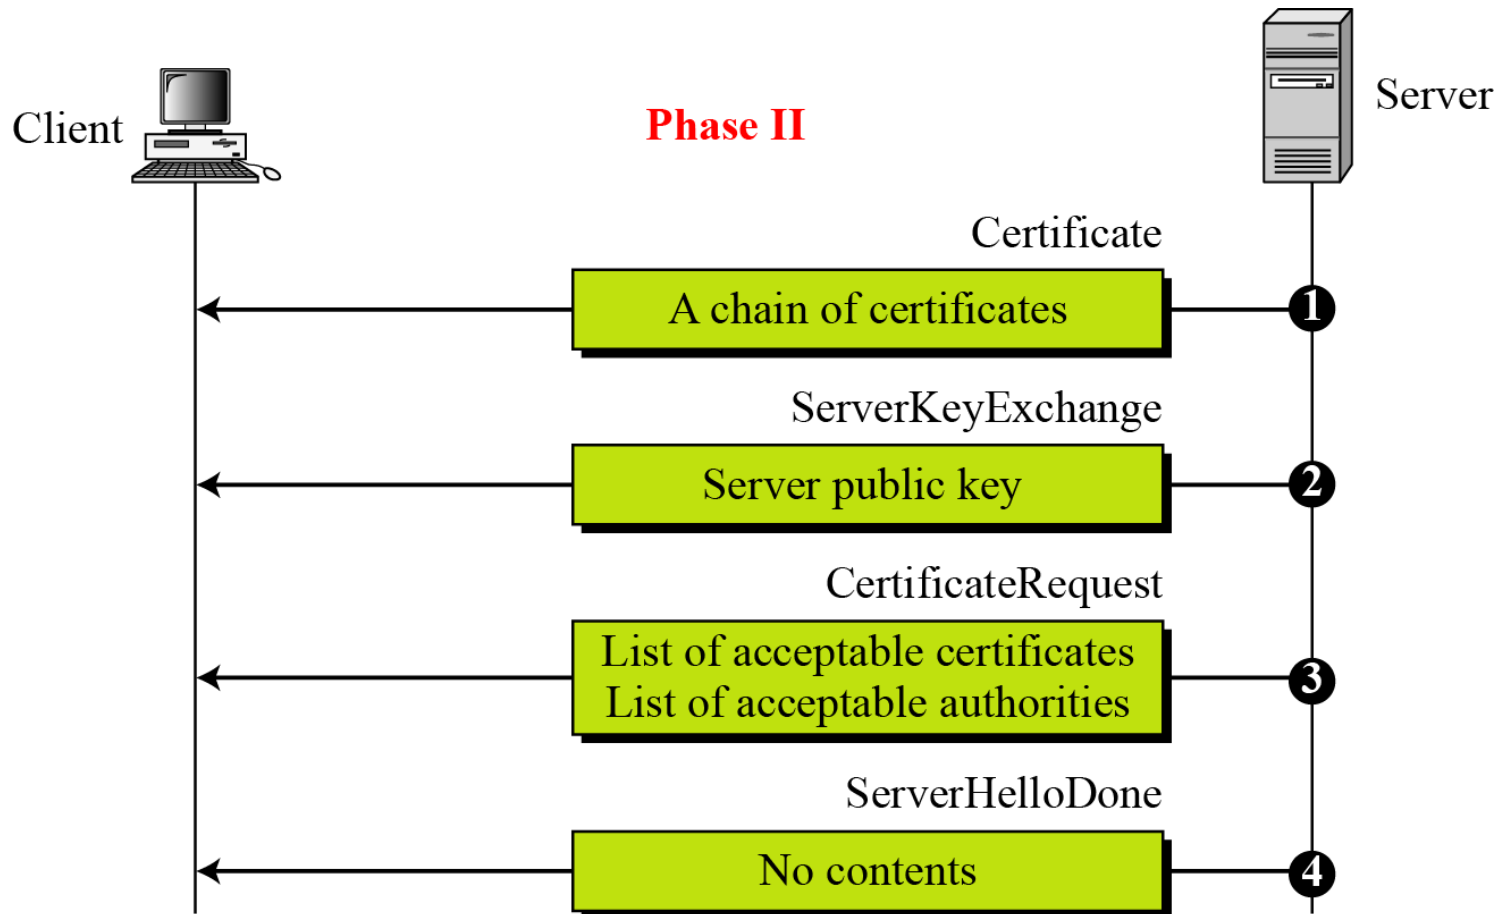 Client
Phase II
Server
Certificate
A chain of certificates
1
ServerKeyExchange
Server public key
2
CertificateRequest
List of acceptable certificates
List of acceptable authorities
3
ServerHelloDone
No contents
4